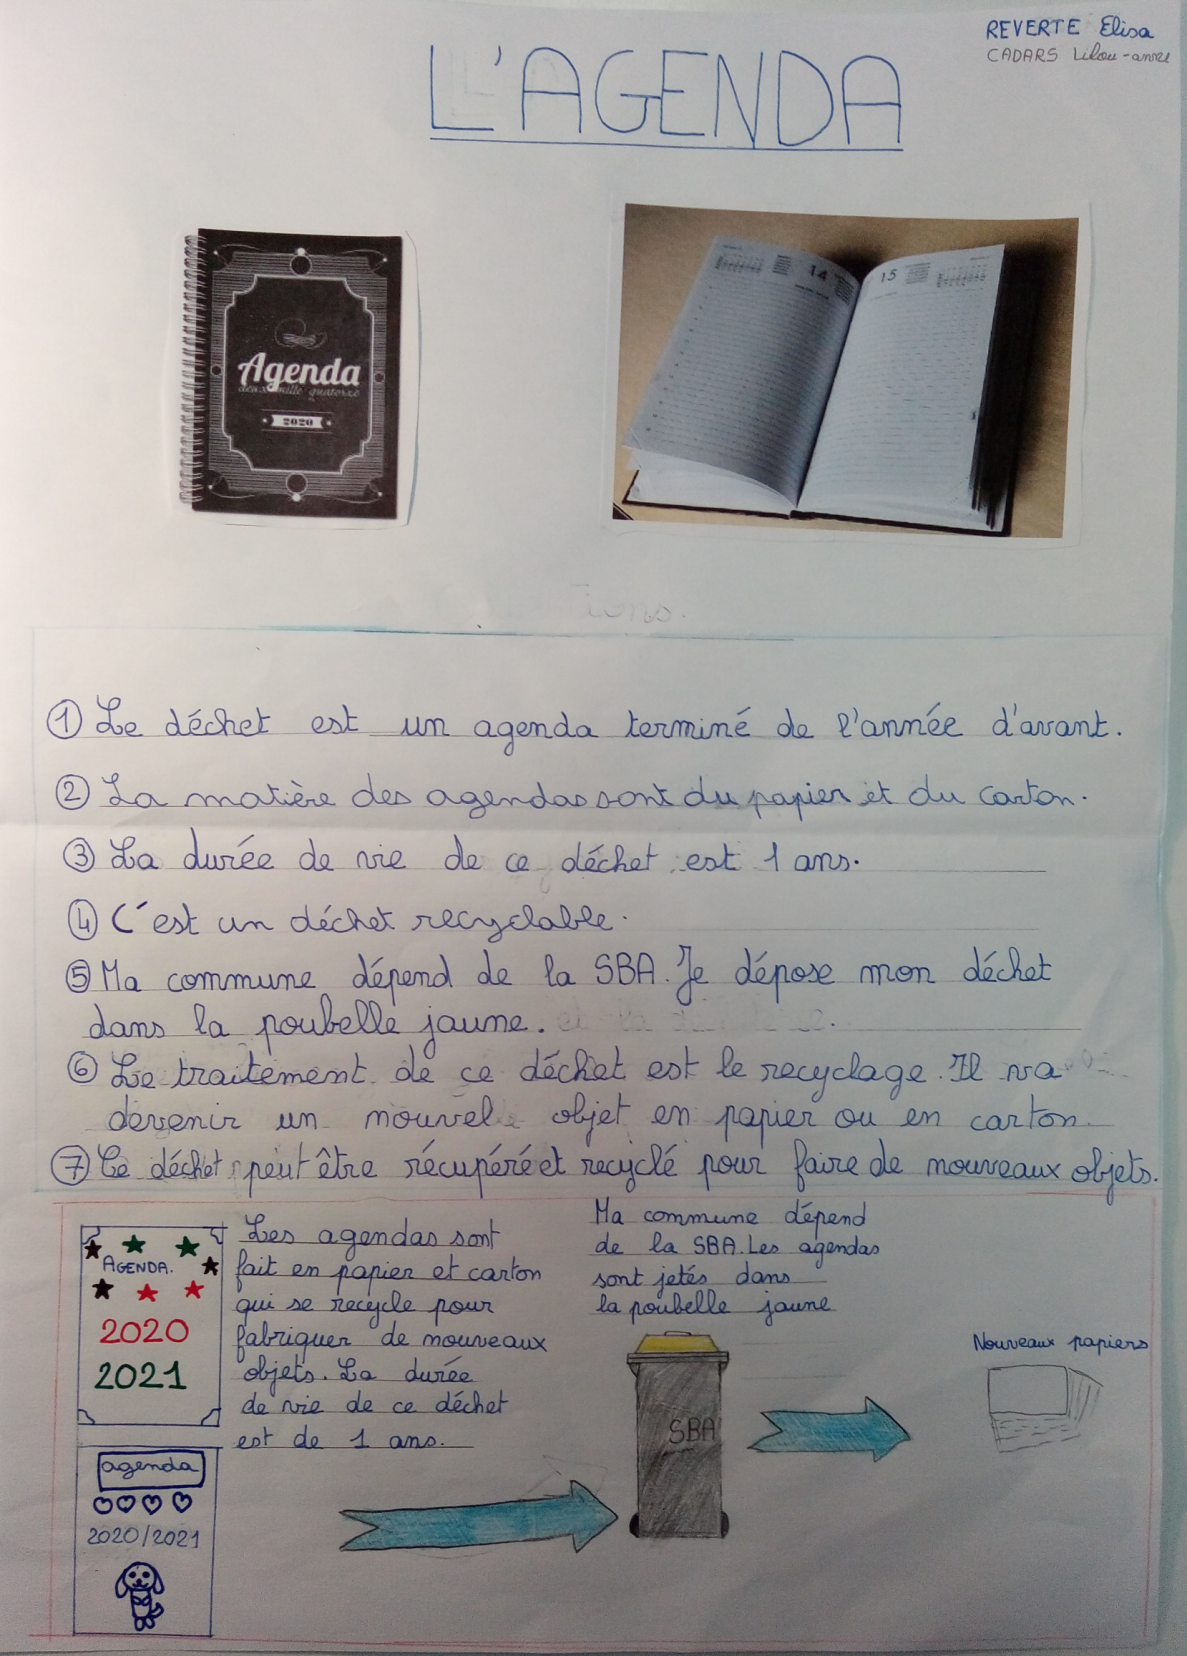 REVERTE Elisa
CADARS Lilou-anne
L'AGENDA
Agenda
deux mille quatorze
2020
14
15
① Le déchet est un agenda terminé de l'année d'avant.
② La matière des agendas sont du papier et du carton.
③ La durée de vie de ce déchet est 1 ans.
④ C'est un déchet recyclable.
⑤ Ma commune dépend de la SBA. Je dépose mon déchet
dans la poubelle jaune.
⑥ Le traitement de ce déchet est le recyclage. Il va
devenir un nouvel objet en papier ou en carton.
⑦ Ce déchet peut être récupéré et recyclé pour faire de nouveaux objets.
AGENDA.
2020
2021
agenda
2020/2021
Les agendas sont
fait en papier et carton
qui se recycle pour
fabriquer de nouveaux
objets. La durée
de vie de ce déchet
est de 1 ans.
Ma commune dépend
de la SBA. Les agendas
sont jetés dans
la poubelle jaune
SBA
Nouveaux papiers